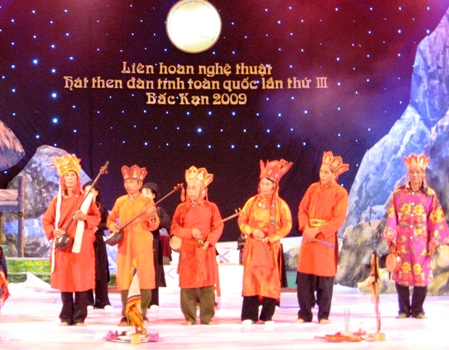 Liên hoan nghệ thuật
Hát then đàn tính toàn quốc lần thứ III
Bắc Kạn 2009